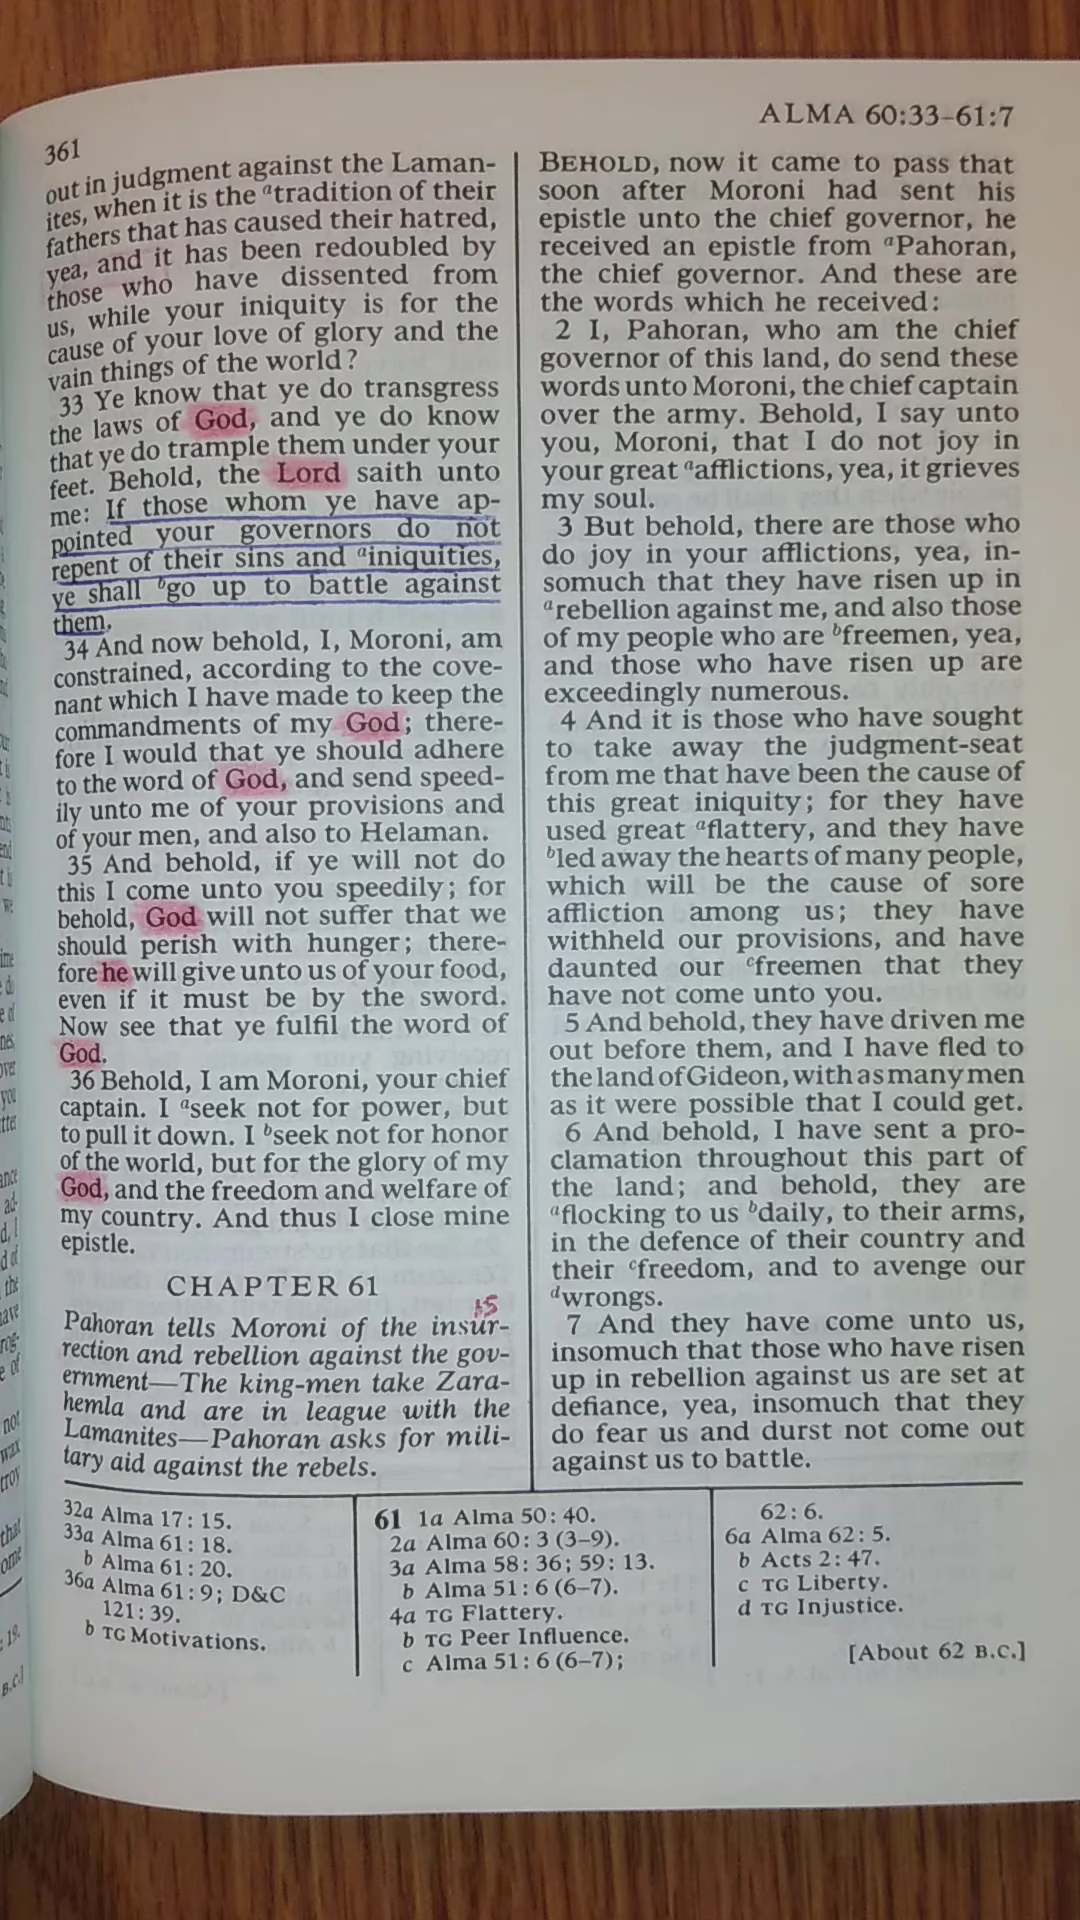 361
ALMA 60:33–61:7
out in judgment against the Laman-
ites, when it is the ᵃtradition of their
fathers that has caused their hatred,
yea, and it has been redoubled by
those who have dissented from
us, while your iniquity is for the
cause of your love of glory and the
vain things of the world?
33 Ye know that ye do transgress
the laws of God, and ye do know
that ye do trample them under your
feet. Behold, the Lord saith unto
me: If those whom ye have ap-
pointed your governors do not
repent of their sins and ᵃiniquities,
ye shall ᵇgo up to battle against
them.
34 And now behold, I, Moroni, am
constrained, according to the cove-
nant which I have made to keep the
commandments of my God; there-
fore I would that ye should adhere
to the word of God, and send speed-
ily unto me of your provisions and
of your men, and also to Helaman.
35 And behold, if ye will not do
this I come unto you speedily; for
behold, God will not suffer that we
should perish with hunger; there-
fore he will give unto us of your food,
even if it must be by the sword.
Now see that ye fulfil the word of
God.
36 Behold, I am Moroni, your chief
captain. I ᵃseek not for power, but
to pull it down. I ᵇseek not for honor
of the world, but for the glory of my
God, and the freedom and welfare of
my country. And thus I close mine
epistle.
CHAPTER 61
Pahoran tells Moroni of the insur-
rection and rebellion against the gov-
ernment—The king-men take Zara-
hemla and are in league with the
Lamanites—Pahoran asks for mili-
tary aid against the rebels.
BEHOLD, now it came to pass that
soon after Moroni had sent his
epistle unto the chief governor, he
received an epistle from ᵃPahoran,
the chief governor. And these are
the words which he received:
2 I, Pahoran, who am the chief
governor of this land, do send these
words unto Moroni, the chief captain
over the army. Behold, I say unto
you, Moroni, that I do not joy in
your great ᵃafflictions, yea, it grieves
my soul.
3 But behold, there are those who
do joy in your afflictions, yea, in-
somuch that they have risen up in
ᵃrebellion against me, and also those
of my people who are ᵇfreemen, yea,
and those who have risen up are
exceedingly numerous.
4 And it is those who have sought
to take away the judgment-seat
from me that have been the cause of
this great iniquity; for they have
used great ᵃflattery, and they have
ᵇled away the hearts of many people,
which will be the cause of sore
affliction among us; they have
withheld our provisions, and have
daunted our ᶜfreemen that they
have not come unto you.
5 And behold, they have driven me
out before them, and I have fled to
the land of Gideon, with as many men
as it were possible that I could get.
6 And behold, I have sent a pro-
clamation throughout this part of
the land; and behold, they are
ᵃflocking to us ᵇdaily, to their arms,
in the defence of their country and
their ᶜfreedom, and to avenge our
ᵈwrongs.
7 And they have come unto us,
insomuch that those who have risen
up in rebellion against us are set at
defiance, yea, insomuch that they
do fear us and durst not come out
against us to battle.
32a Alma 17:15.
33a Alma 61:18.
b Alma 61:20.
36a Alma 61:9; D&C
121:39.
b TG Motivations.
61 1a Alma 50:40.
2a Alma 60:3 (3–9).
3a Alma 58:36; 59:13.
b Alma 51:6 (6–7).
4a TG Flattery.
b TG Peer Influence.
c Alma 51:6 (6–7);
62:6.
6a Alma 62:5.
b Acts 2:47.
c TG Liberty.
d TG Injustice.
[About 62 B.C.]